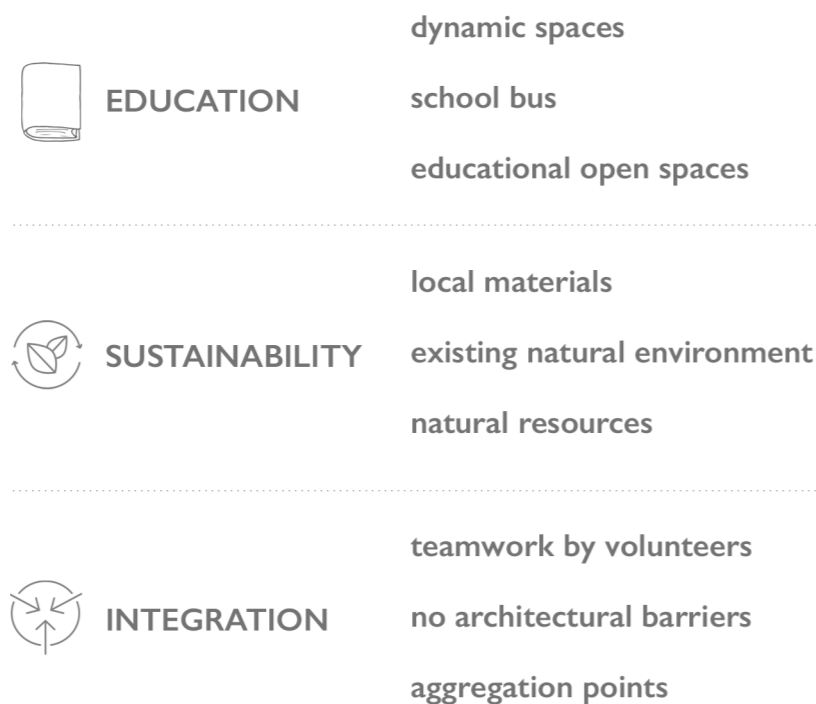 dynamic spaces
EDUCATION
school bus
educational open spaces
local materials
SUSTAINABILITY
existing natural environment
natural resources
teamwork by volunteers
INTEGRATION
no architectural barriers
aggregation points